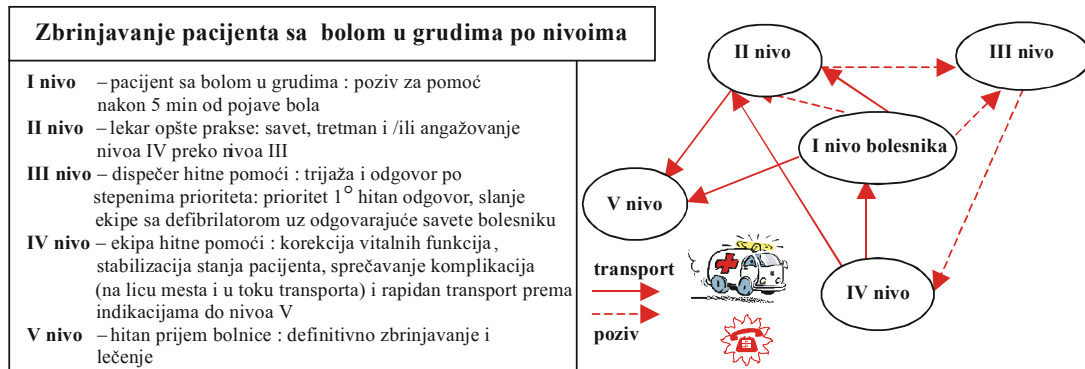 Zbrinjavanje pacijenta sa bolom u grudima po nivoima
I nivo – pacijent sa bolom u grudima : poziv za pomoć
nakon 5 min od pojave bola
II nivo – lekar opšte prakse: savet, tretman i /ili angažovanje
nivoa IV preko nivoa III
III nivo – dispečer hitne pomoći : trijaža i odgovor po
stepenima prioriteta: prioritet 1° hitan odgovor, slanje
ekipe sa defibrilatorom uz odgovarajuće savete bolesniku
IV nivo – ekipa hitne pomoći : korekcija vitalnih funkcija ,
stabilizacija stanja pacijenta, sprečavanje komplikacija
(na licu mesta i u toku transporta) i rapidan transport prema
indikacijama do nivoa V
V nivo – hitan prijem bolnice : definitivno zbrinjavanje i
lečenje
II nivo
III nivo
I nivo bolesnika
V nivo
IV nivo
transport
poziv